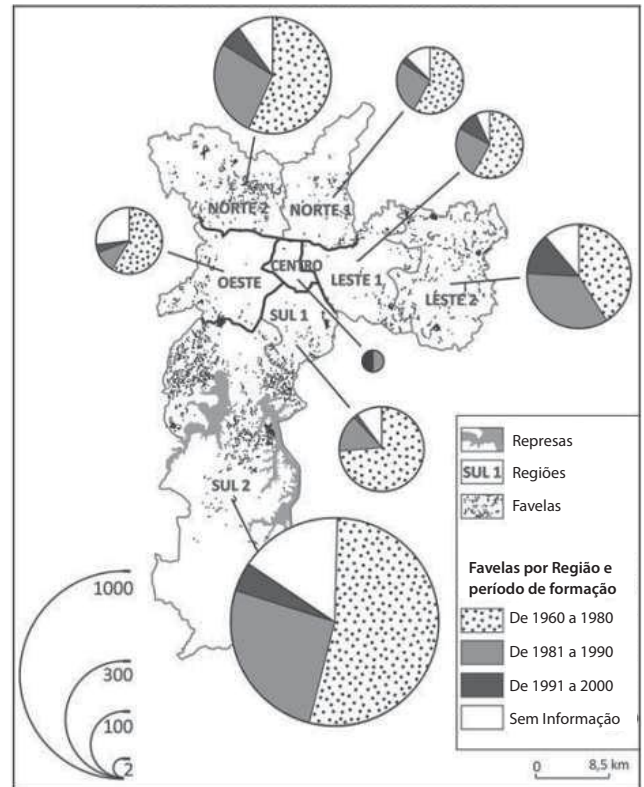 NORTE 2
NORTE 1
OESTE
CENTRO
LESTE 1
LESTE 2
SUL 1
SUL 2
Represas
SUL 1
Regiões
Favelas
Favelas por Região e
período de formação
De 1960 a 1980
De 1981 a 1990
De 1991 a 2000
Sem Informação
1000
300
100
2
0 8,5 km